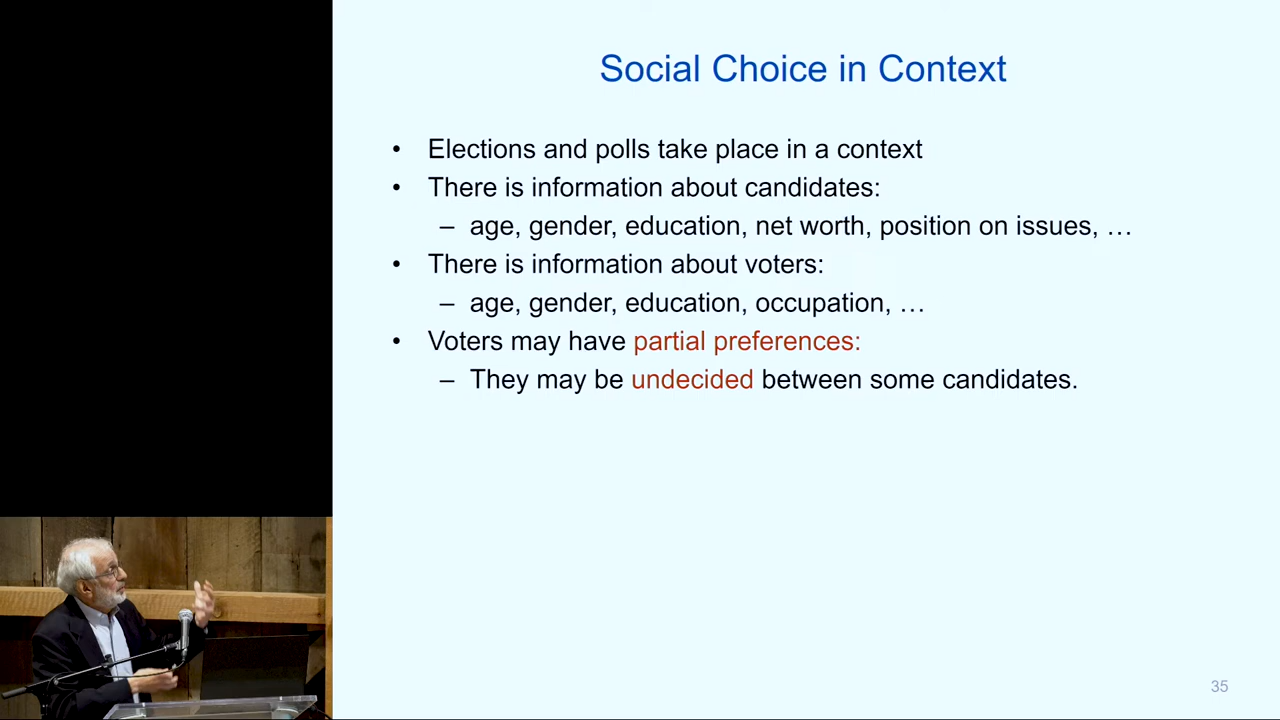 Social Choice in Context
• Elections and polls take place in a context
• There is information about candidates:
– age, gender, education, net worth, position on issues, …
• There is information about voters:
– age, gender, education, occupation, …
• Voters may have partial preferences:
– They may be undecided between some candidates.
35